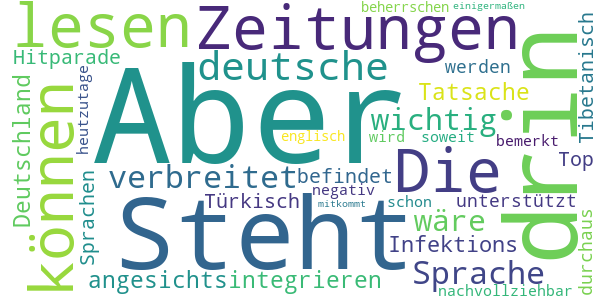 beherrschen
einigermaßen
lesen
Zeitungen
drin
Tibetanisch
Hitparade
deutsche
werden
Aber
heutzutage
Tatsache
Deutschland
können
wichtig
englisch
wird
soweit
bemerkt
Die
Top
verbreitet
befindet
Sprachen
negativ
Türkisch
mitkommt
schon
unterstützt
Steht
wäre
durchaus
Infektions
angesichts
integrieren
Sprache
nachvollziehbar